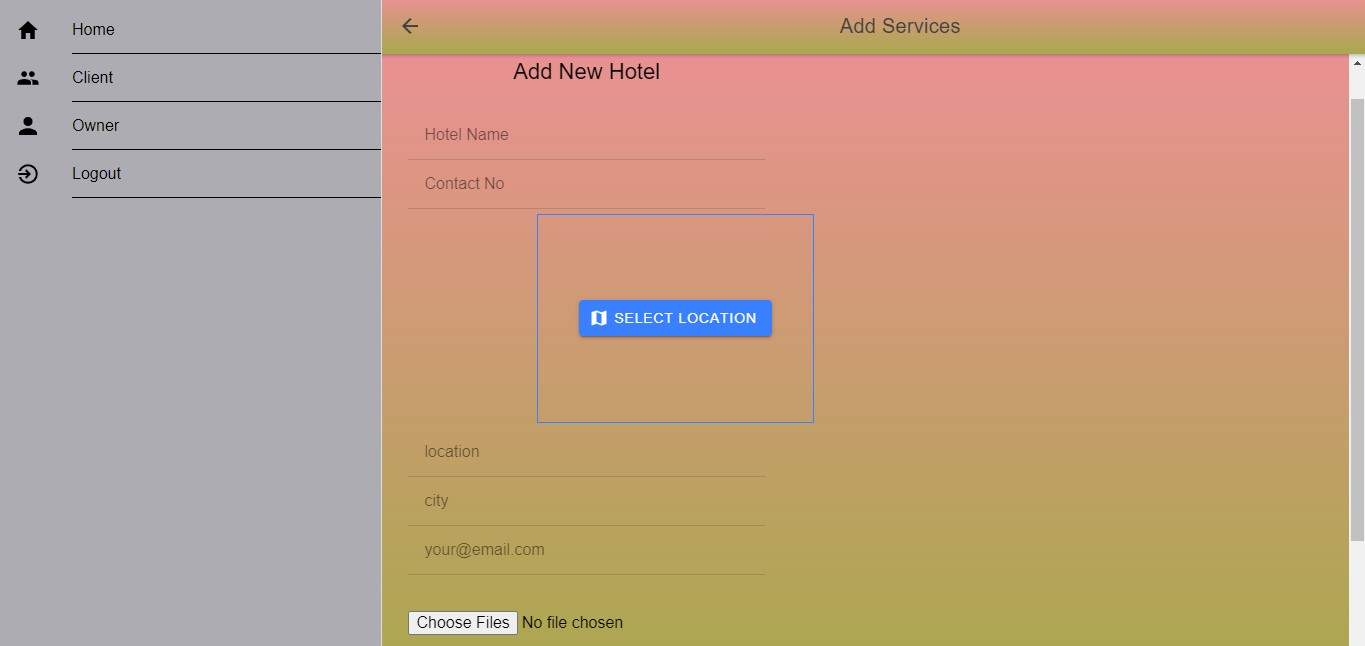 Home
Client
Owner
Logout
Add Services
Add New Hotel
Hotel Name
Contact No
SELECT LOCATION
location
city
your@email.com
Choose Files No file chosen